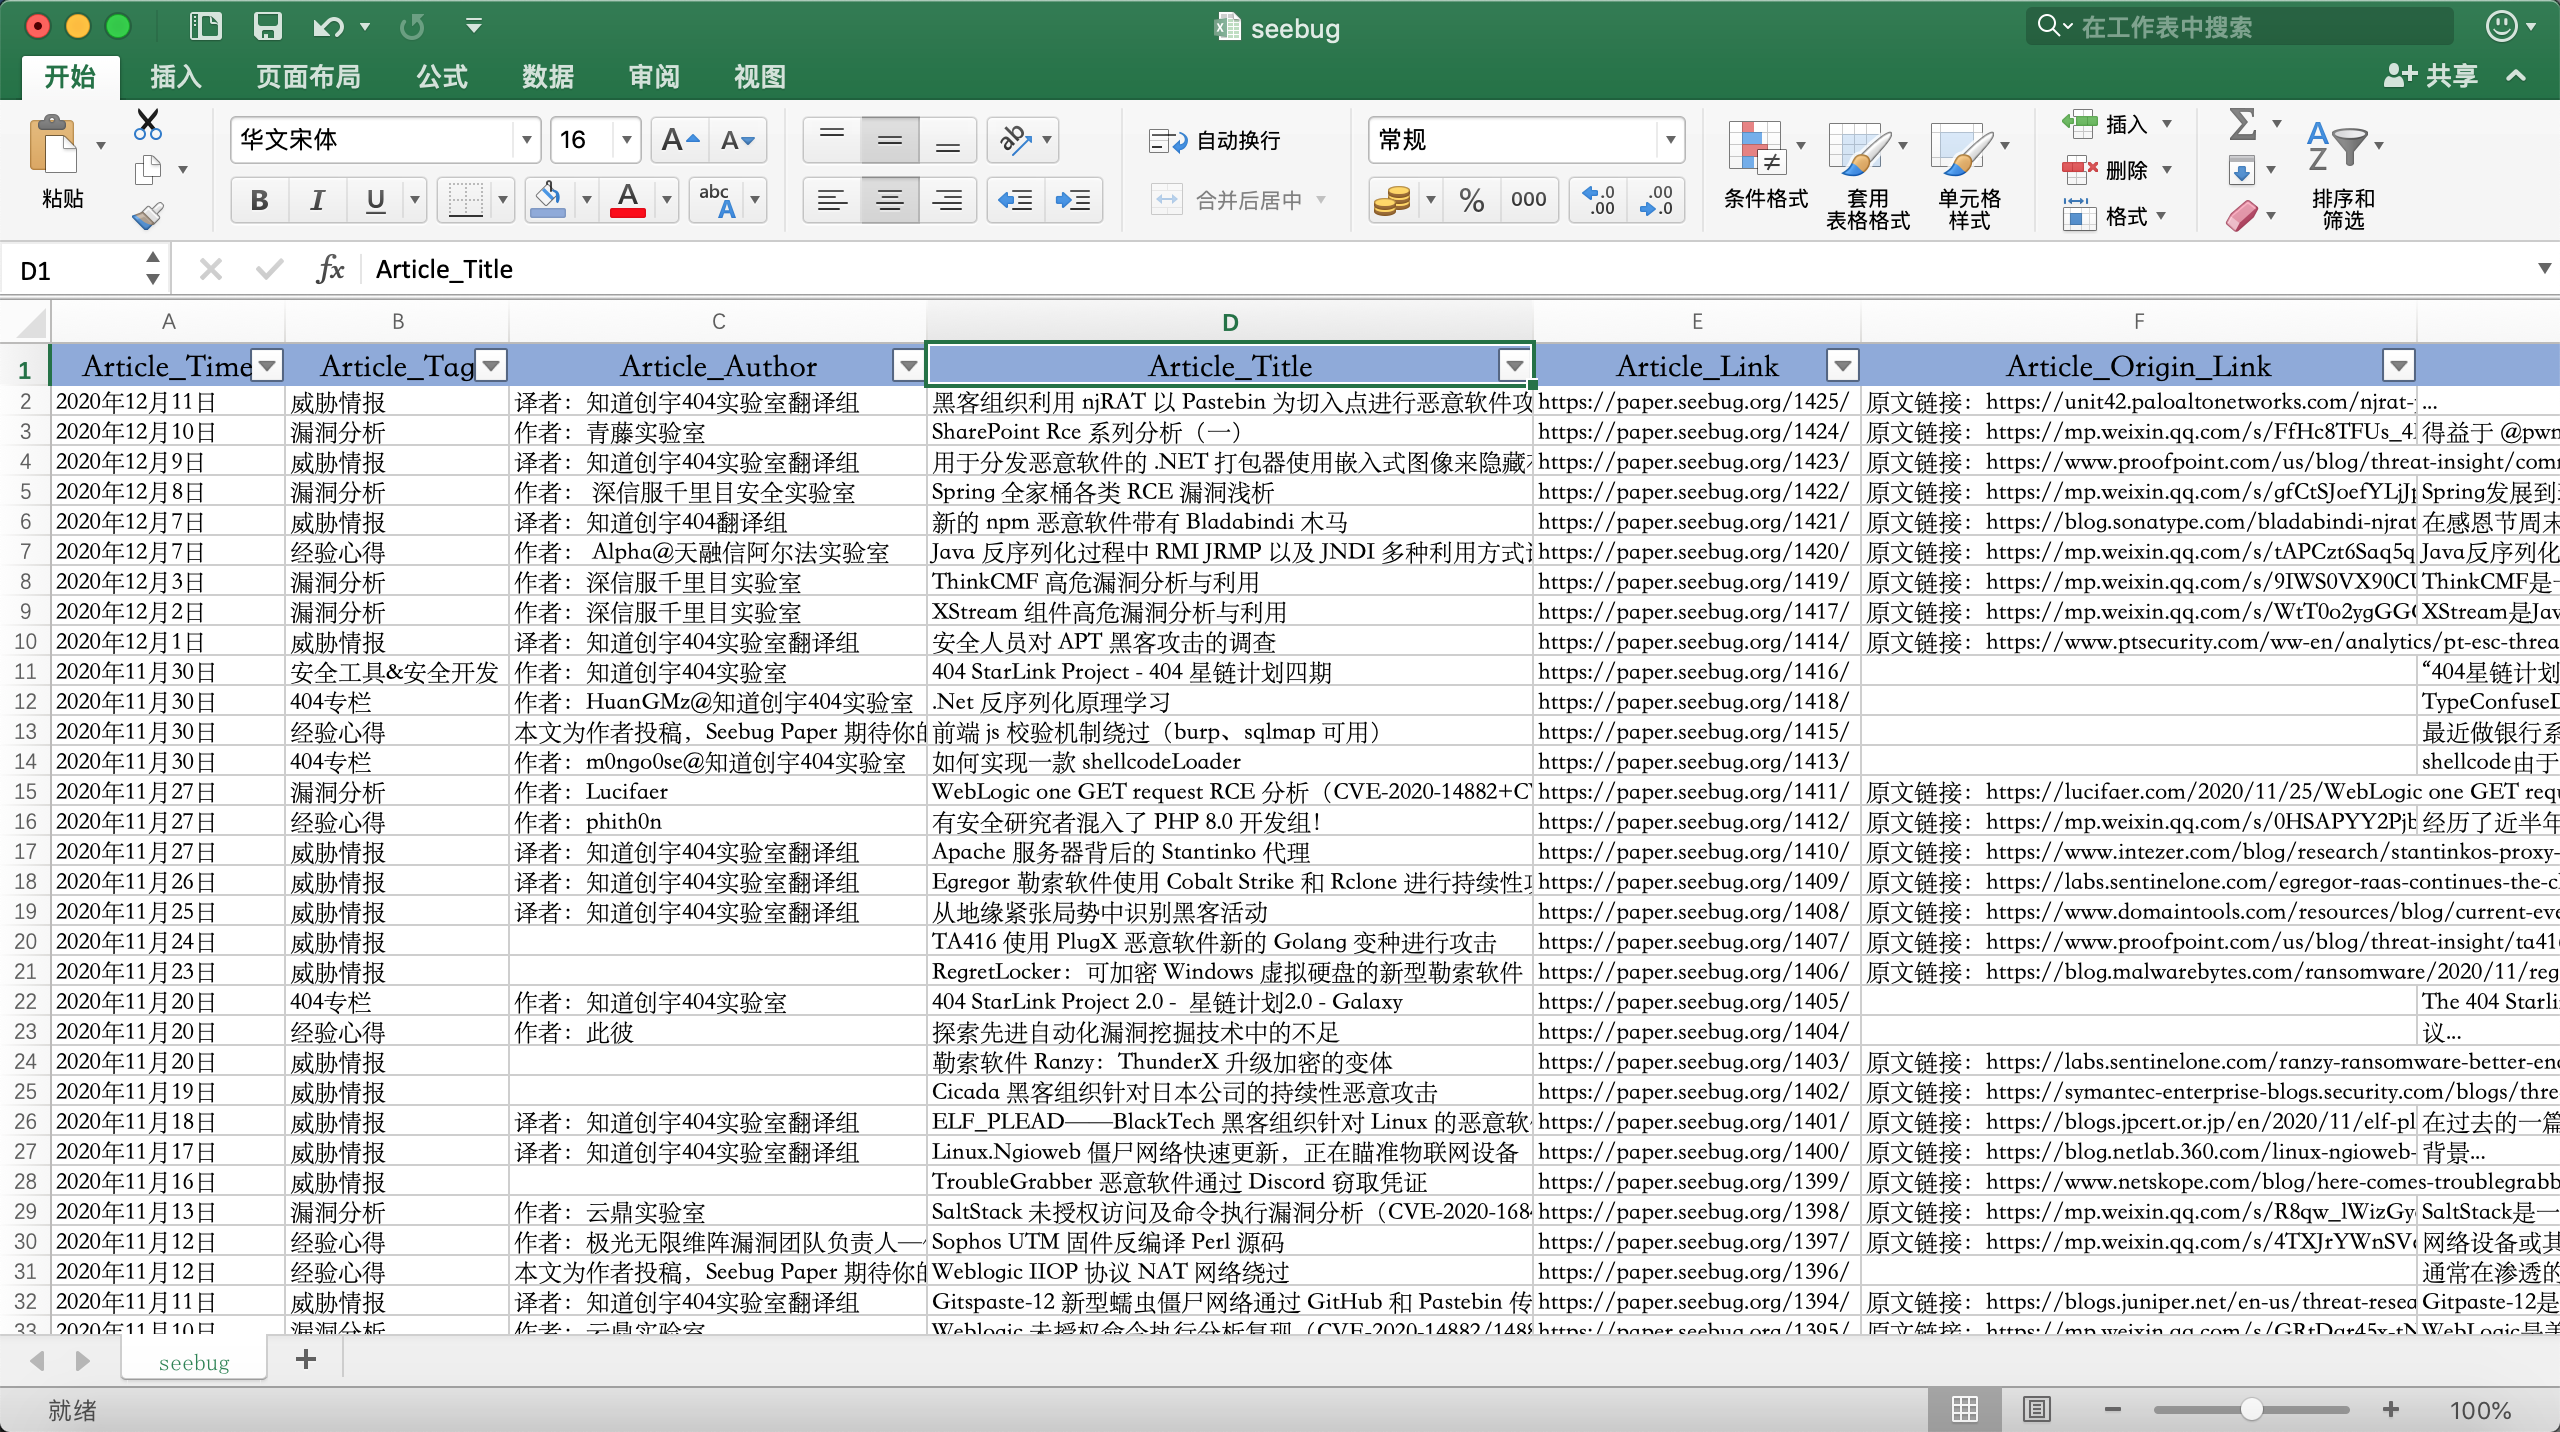 seebug
在工作表中搜索
开始 插入 页面布局 公式 数据 审阅 视图 共享
粘贴
华文宋体 16 A A
B I U A abc A
自动换行
合并后居中
常规
% 000 .0 .00 .00 .0
条件格式
套用
表格格式
单元格
样式
插入
删除
格式
排序和
筛选
D1 fx Article_Title
A B C D E F
1 Article_Time Article_Tag Article_Author Article_Title Article_Link Article_Origin_Link
2 2020年12月11日 威胁情报 译者：知道创宇404实验室翻译组 黑客组织利用 njRAT 以 Pastebin 为切入点进行恶意软件攻 https://paper.seebug.org/1425/ 原文链接：https://unit42.paloaltonetworks.com/njrat- ...
3 2020年12月10日 漏洞分析 作者：青藤实验室 SharePoint Rce 系列分析（一） https://paper.seebug.org/1424/ 原文链接：https://mp.weixin.qq.com/s/FfHc8TFUs_4 得益于 @pwn
4 2020年12月9日 威胁情报 译者：知道创宇404实验室翻译组 用于分发恶意软件的 .NET 打包器使用嵌入式图像来隐藏 https://paper.seebug.org/1423/ 原文链接：https://www.proofpoint.com/us/blog/threat-insight/com
5 2020年12月8日 漏洞分析 作者： 深信服千里目安全实验室 Spring 全家桶各类 RCE 漏洞浅析 https://paper.seebug.org/1422/ 原文链接：https://mp.weixin.qq.com/s/gfCtSJoefYLjJ Spring发展到
6 2020年12月7日 威胁情报 译者：知道创宇404翻译组 新的 npm 恶意软件带有 Bladabindi 木马 https://paper.seebug.org/1421/ 原文链接：https://blog.sonatype.com/bladabindi-njrat 在感恩节周末
7 2020年12月7日 经验心得 作者： Alpha@天融信阿尔法实验室 Java 反序列化过程中 RMI JRMP 以及 JNDI 多种利用方式 https://paper.seebug.org/1420/ 原文链接：https://mp.weixin.qq.com/s/tAPCzt6Saq5q Java反序列化
8 2020年12月3日 漏洞分析 作者：深信服千里目实验室 ThinkCMF 高危漏洞分析与利用 https://paper.seebug.org/1419/ 原文链接：https://mp.weixin.qq.com/s/9IWS0VX90C ThinkCMF是
9 2020年12月2日 漏洞分析 作者：深信服千里目实验室 XStream 组件高危漏洞分析与利用 https://paper.seebug.org/1417/ 原文链接：https://mp.weixin.qq.com/s/WtT0o2ygGG XStream是Jav
10 2020年12月1日 威胁情报 译者：知道创宇404实验室翻译组 安全人员对 APT 黑客攻击的调查 https://paper.seebug.org/1414/ 原文链接：https://www.ptsecurity.com/ww-en/analytics/pt-esc-threa
11 2020年11月30日 安全工具&安全开发 作者：知道创宇404实验室 404 StarLink Project - 404 星链计划四期 https://paper.seebug.org/1416/ “404星链计划
12 2020年11月30日 404专栏 作者：HuanGMz@知道创宇404实验室 .Net 反序列化原理学习 https://paper.seebug.org/1418/ TypeConfuseD
13 2020年11月30日 经验心得 本文为作者投稿，Seebug Paper 期待你的 前端 js 校验机制绕过（burp、sqlmap 可用） https://paper.seebug.org/1415/ 最近做银行系
14 2020年11月30日 404专栏 作者：m0ngo0se@知道创宇404实验室 如何实现一款 shellcodeLoader https://paper.seebug.org/1413/ shellcode由于
15 2020年11月27日 漏洞分析 作者：Lucifaer WebLogic one GET request RCE 分析（CVE-2020-14882+CV https://paper.seebug.org/1411/ 原文链接：https://lucifaer.com/2020/11/25/WebLogic one GET requ
16 2020年11月27日 经验心得 作者：phith0n 有安全研究者混入了 PHP 8.0 开发组！ https://paper.seebug.org/1412/ 原文链接：https://mp.weixin.qq.com/s/0HSAPYY2Pjb 经历了近半年
17 2020年11月27日 威胁情报 译者：知道创宇404实验室翻译组 Apache 服务器背后的 Stantinko 代理 https://paper.seebug.org/1410/ 原文链接：https://www.intezer.com/blog/research/stantinkos-proxy-
18 2020年11月26日 威胁情报 译者：知道创宇404实验室翻译组 Egregor 勒索软件使用 Cobalt Strike 和 Rclone 进行持续性攻 https://paper.seebug.org/1409/ 原文链接：https://labs.sentinelone.com/egregor-raas-continues-the-c
19 2020年11月25日 威胁情报 译者：知道创宇404实验室翻译组 从地缘紧张局势中识别黑客活动 https://paper.seebug.org/1408/ 原文链接：https://www.domaintools.com/resources/blog/current-eve
20 2020年11月24日 威胁情报 TA416 使用 PlugX 恶意软件新的 Golang 变种进行攻击 https://paper.seebug.org/1407/ 原文链接：https://www.proofpoint.com/us/blog/threat-insight/ta41
21 2020年11月23日 威胁情报 RegretLocker：可加密 Windows 虚拟硬盘的新型勒索软件 https://paper.seebug.org/1406/ 原文链接：https://blog.malwarebytes.com/ransomware/2020/11/reg
22 2020年11月20日 404专栏 作者：知道创宇404实验室 404 StarLink Project 2.0 - 星链计划2.0 - Galaxy https://paper.seebug.org/1405/ The 404 Starli
23 2020年11月20日 经验心得 作者：此彼 探索先进自动化漏洞挖掘技术中的不足 https://paper.seebug.org/1404/ 议...
24 2020年11月20日 威胁情报 勒索软件 Ranzy：ThunderX 升级加密的变体 https://paper.seebug.org/1403/ 原文链接：https://labs.sentinelone.com/ranzy-ransomware-better-enc
25 2020年11月19日 威胁情报 Cicada 黑客组织针对日本公司的持续性恶意攻击 https://paper.seebug.org/1402/ 原文链接：https://symantec-enterprise-blogs.security.com/blogs/thre
26 2020年11月18日 威胁情报 译者：知道创宇404实验室翻译组 ELF_PLEAD——BlackTech 黑客组织针对 Linux 的恶意软 https://paper.seebug.org/1401/ 原文链接：https://blogs.jpcert.or.jp/en/2020/11/elf-pl 在过去的一篇
27 2020年11月17日 威胁情报 译者：知道创宇404实验室翻译组 Linux.Ngioweb 僵尸网络快速更新，正在瞄准物联网设备 https://paper.seebug.org/1400/ 原文链接：https://blog.netlab.360.com/linux-ngioweb- 背景...
28 2020年11月16日 威胁情报 TroubleGrabber 恶意软件通过 Discord 窃取凭证 https://paper.seebug.org/1399/ 原文链接：https://www.netskope.com/blog/here-comes-troublegrabb
29 2020年11月13日 漏洞分析 作者：云鼎实验室 SaltStack 未授权访问及命令执行漏洞分析（CVE-2020-1684 https://paper.seebug.org/1398/ 原文链接：https://mp.weixin.qq.com/s/R8qw_lWizGy SaltStack是一
30 2020年11月12日 经验心得 作者：极光无限维阵漏洞团队负责人— Sophos UTM 固件反编译 Perl 源码 https://paper.seebug.org/1397/ 原文链接：https://mp.weixin.qq.com/s/4TXJrYWnSV 网络设备或其
31 2020年11月12日 经验心得 本文为作者投稿，Seebug Paper 期待你的 Weblogic IIOP 协议 NAT 网络绕过 https://paper.seebug.org/1396/ 通常在渗透的
32 2020年11月11日 威胁情报 译者：知道创宇404实验室翻译组 Gitspaste-12 新型蠕虫僵尸网络通过 GitHub 和 Pastebin 传 https://paper.seebug.org/1394/ 原文链接：https://blogs.juniper.net/en-us/threat-resea Gitpaste-12是
33 2020年11月10日 漏洞分析 作者：云鼎实验室 Weblogic 未授权命令执行分析复现（CVE-2020-14882/1488 https://paper.seebug.org/1395/ 原文链接：https://mp.weixin.qq.com/s/GRtDqr45x-tN WebLogic是美
seebug
就绪 100%